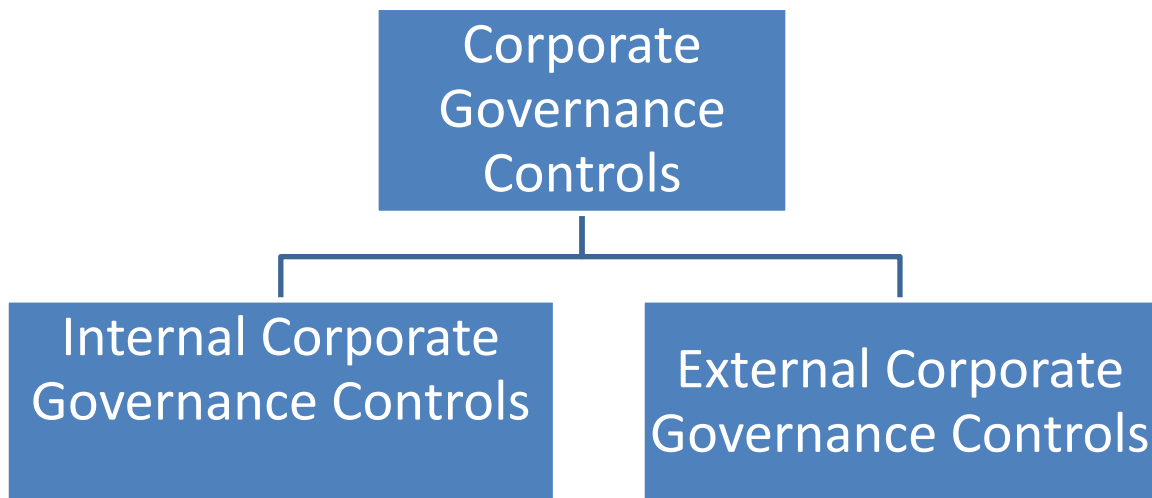 Corporate
Governance
Controls
Internal Corporate
Governance Controls
External Corporate
Governance Controls